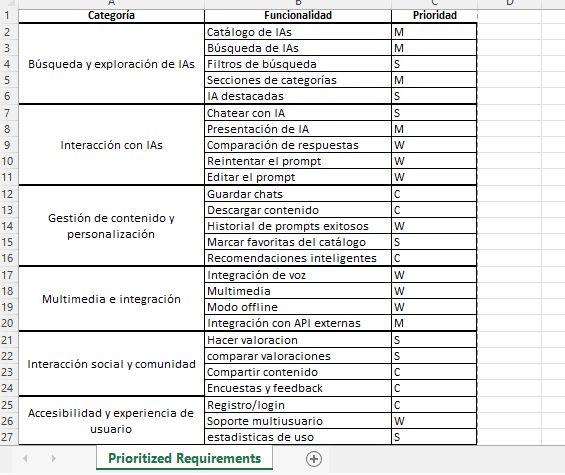 A B C D U
1 Categoría Funcionalidad Prioridad
2 Catálogo de IAs M
3 Búsqueda de IAs M
4 Búsqueda y exploración de IAs Filtros de búsqueda S
5 Secciones de categorías M
6 IA destacadas S
7 Chatear con IA S
8 Presentación de IA M
9 Interacción con IAs Comparación de respuestas W
10 Reintentar el prompt W
11 Editar el prompt W
12 Guardar chats C
13 Gestión de contenido y Descargar contenido C
14 personalización Historial de prompts exitosos W
15 Marcar favoritas del catálogo S
16 Recomendaciones inteligentes C
17 Integración de voz W
18 Multimedia e integración Multimedia W
19 Modo offline W
20 Integración con API externas M
21 Hacer valoracion S
22 Interacción social y comunidad comparar valoraciones S
23 Compartir contenido C
24 Encuestas y feedback C
25 Accesibilidad y experiencia de Registro/login C
26 usuario Soporte multiusuario W
27 estadisticas de uso S
Prioritized Requirements